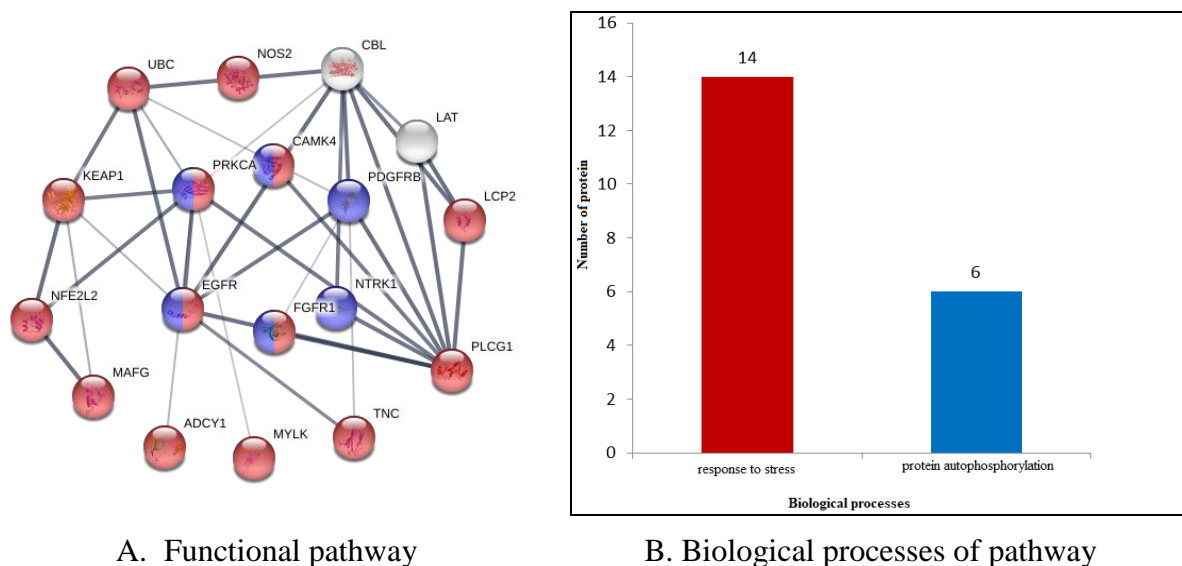 NOS2
CBL
UBC
LAT
CAMK4
KEAP1
PRKCA
PDGFRB
LCP2
EGFR
NTRK1
NFE2L2
FGFR1
PLCG1
MAFG
ADCY1
MYLK
TNC
A. Functional pathway
16
14
12
10
8
6
4
2
0
Number of protein
14
6
response to stress
protein autophosphorylation
Biological processes
B. Biological processes of pathway